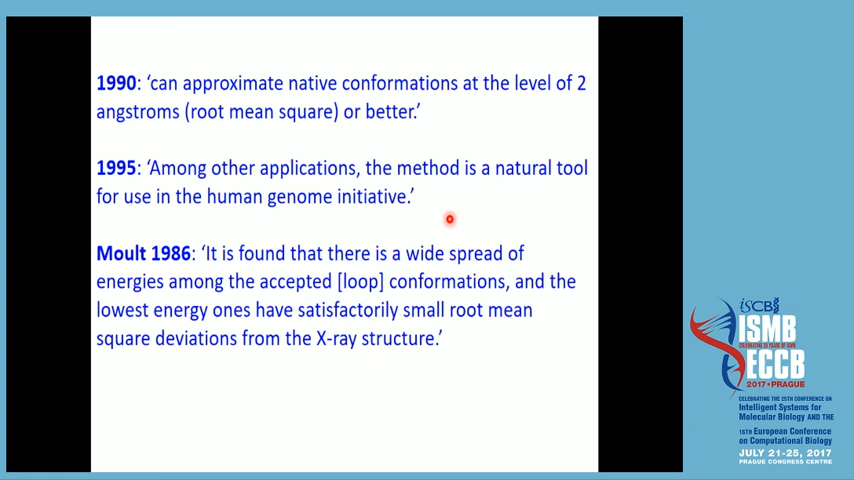 1990: ‘can approximate native conformations at the level of 2
angstroms (root mean square) or better.’
1995: ‘Among other applications, the method is a natural tool
for use in the human genome initiative.’
Moult 1986: ‘It is found that there is a wide spread of
energies among the accepted [loop] conformations, and the
lowest energy ones have satisfactorily small root mean
square deviations from the X-ray structure.’
iSCB
ISMB
CELEBRATING 25 YEARS OF ISMB
ECCB
2017•PRAGUE
CELEBRATING THE 25TH CONFERENCE ON
Intelligent Systems for
Molecular Biology AND THE
16TH European Conference
on Computational Biology
JULY 21-25, 2017
PRAGUE CONGRESS CENTRE